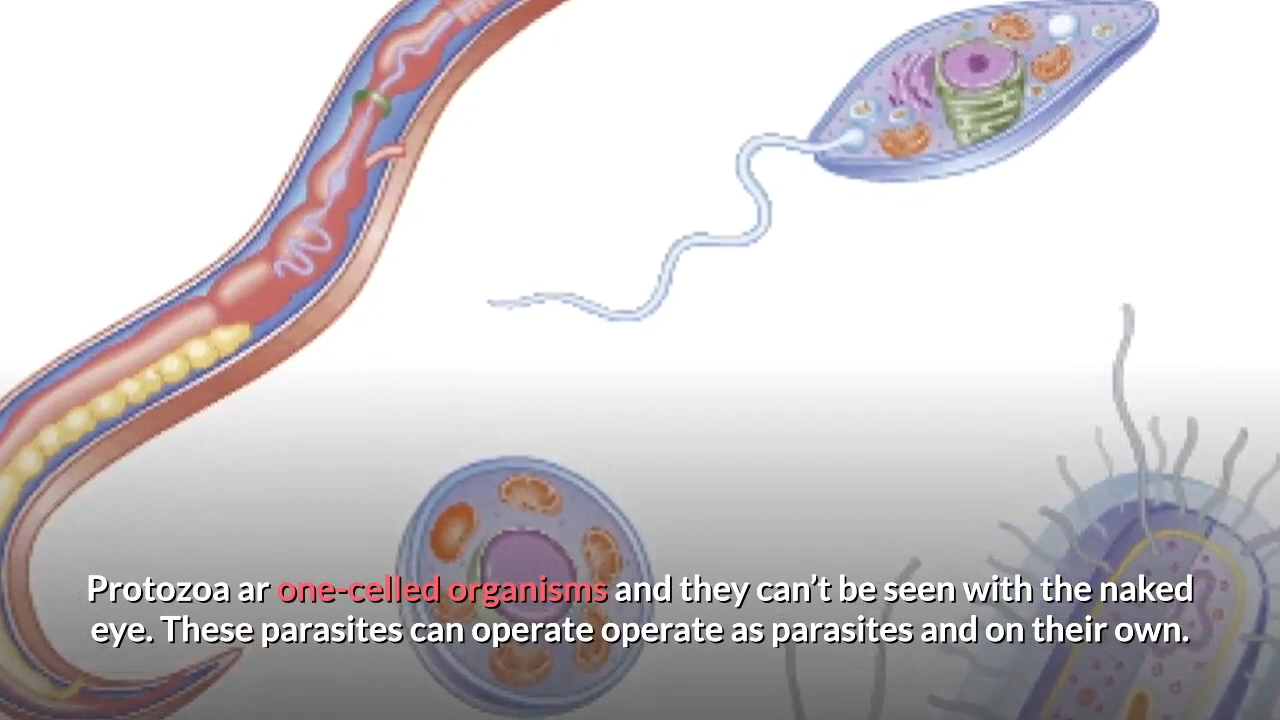 Protozoa ar one-celled organisms and they can’t be seen with the naked
eye. These parasites can operate operate as parasites and on their own.